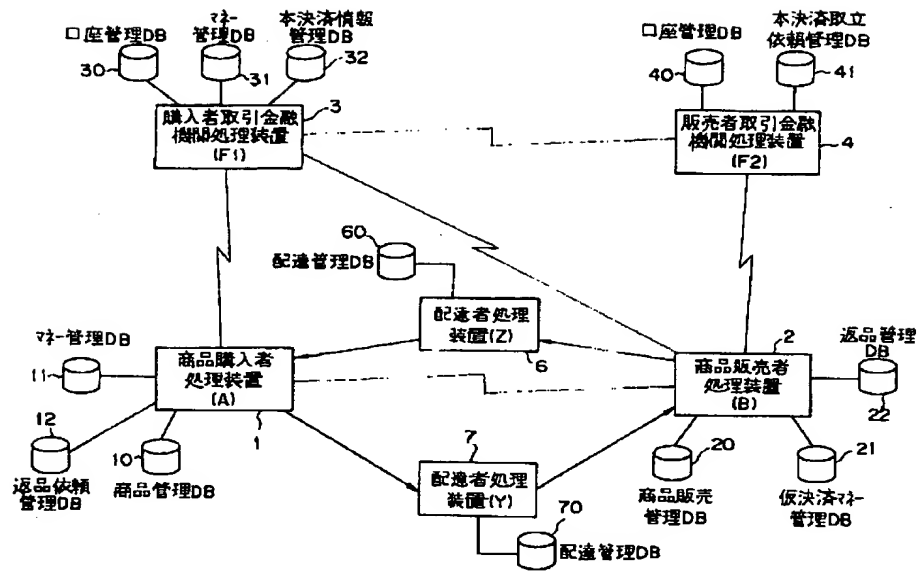 口座管理DB
30
マネー
管理DB
31
本決済情報
管理DB
32
口座管理DB
40
本決済取立
依頼管理DB
41
購入者取引金融
機関処理装置
(F1)
3
販売者取引金融
機関処理装置
(F2)
4
60
配達管理DB
配達者処理
装置(Z)
6
マネー管理DB
11
商品購入者
処理装置
(A)
1
2
商品販売者
処理装置
(B)
返品管理
DB
22
12
返品依頼
管理DB
10
商品管理DB
7
配達者処理
装置(Y)
70
配達管理DB
20
商品販売
管理DB
21
仮決済マネー
管理DB